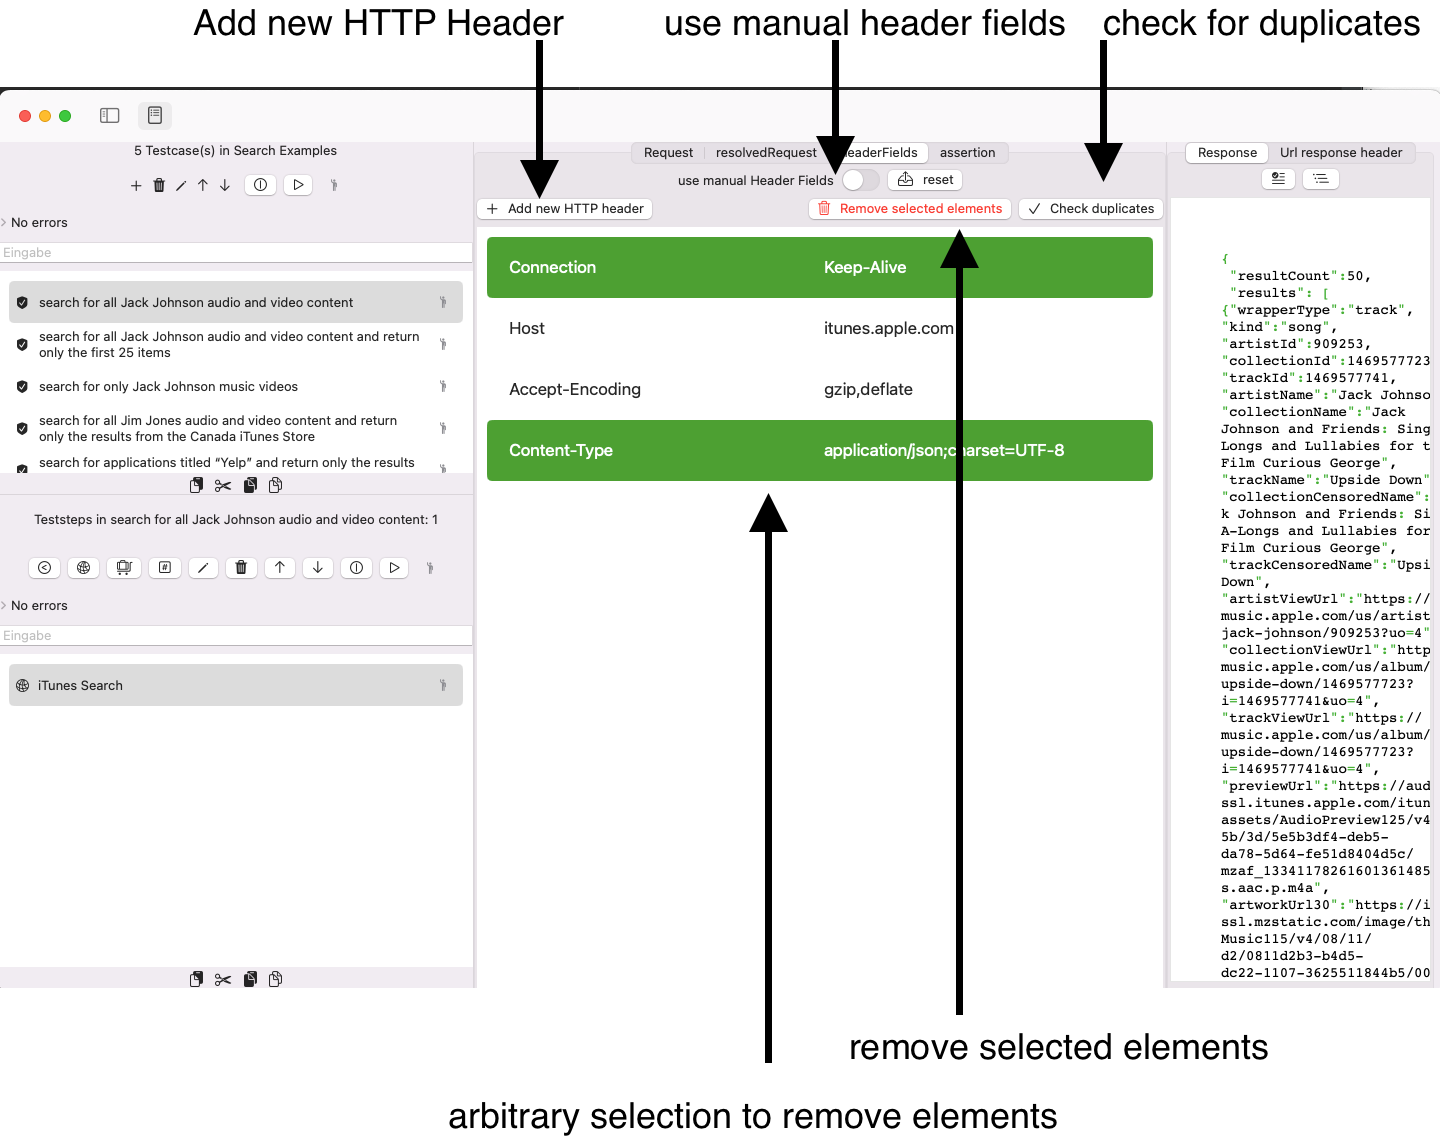 Add new HTTP Header
use manual header fields
check for duplicates
5 Testcase(s) in Search Examples
No errors
Eingabe
search for all Jack Johnson audio and video content
search for all Jack Johnson audio and video content and return
only the first 25 items
search for only Jack Johnson music videos
search for all Jim Jones audio and video content and return
only the results from the Canada iTunes Store
search for applications titled “Yelp” and return only the results
Teststeps in search for all Jack Johnson audio and video content: 1
No errors
Eingabe
iTunes Search
Request
resolvedRequest
eaderFields
assertion
use manual Header Fields
reset
Add new HTTP header
Remove selected elements
Check duplicates
Connection
Keep-Alive
Host
itunes.apple.com
Accept-Encoding
gzip,deflate
Content-Type
application/json;charset=UTF-8
Response
Url response header
{
"resultCount":50,
"results": [
{"wrapperType":"track",
"kind":"song",
"artistId":909253,
"collectionId":1469577723
"trackId":1469577741,
"artistName":"Jack Johnso
"collectionName":"Jack
Johnson and Friends: Sing
Longs and Lullabies for t
Film Curious George",
"trackName":"Upside Down"
"collectionCensoredName":
k Johnson and Friends: Si
A-Longs and Lullabies for
Film Curious George",
"trackCensoredName":"Upsi
Down",
"artistViewUrl":"https://
music.apple.com/us/artist
jack-johnson/909253?uo=4"
"collectionViewUrl":"http
music.apple.com/us/album/
upside-down/1469577723?
i=1469577741&uo=4",
"trackViewUrl":"https://
music.apple.com/us/album/
upside-down/1469577723?
i=1469577741&uo=4",
"previewUrl":"https://aud
ssl.itunes.apple.com/itun
assets/AudioPreview125/v4
5b/3d/5e5b3df4-deb5-
da78-5d64-fe51d8404d5c/
mzaf_13341178261601361485
s.aac.p.m4a",
"artworkUrl30":"https://i
ssl.mzstatic.com/image/th
Music115/v4/08/11/
d2/0811d2b3-b4d5-
dc22-1107-3625511844b5/00
remove selected elements
arbitrary selection to remove elements